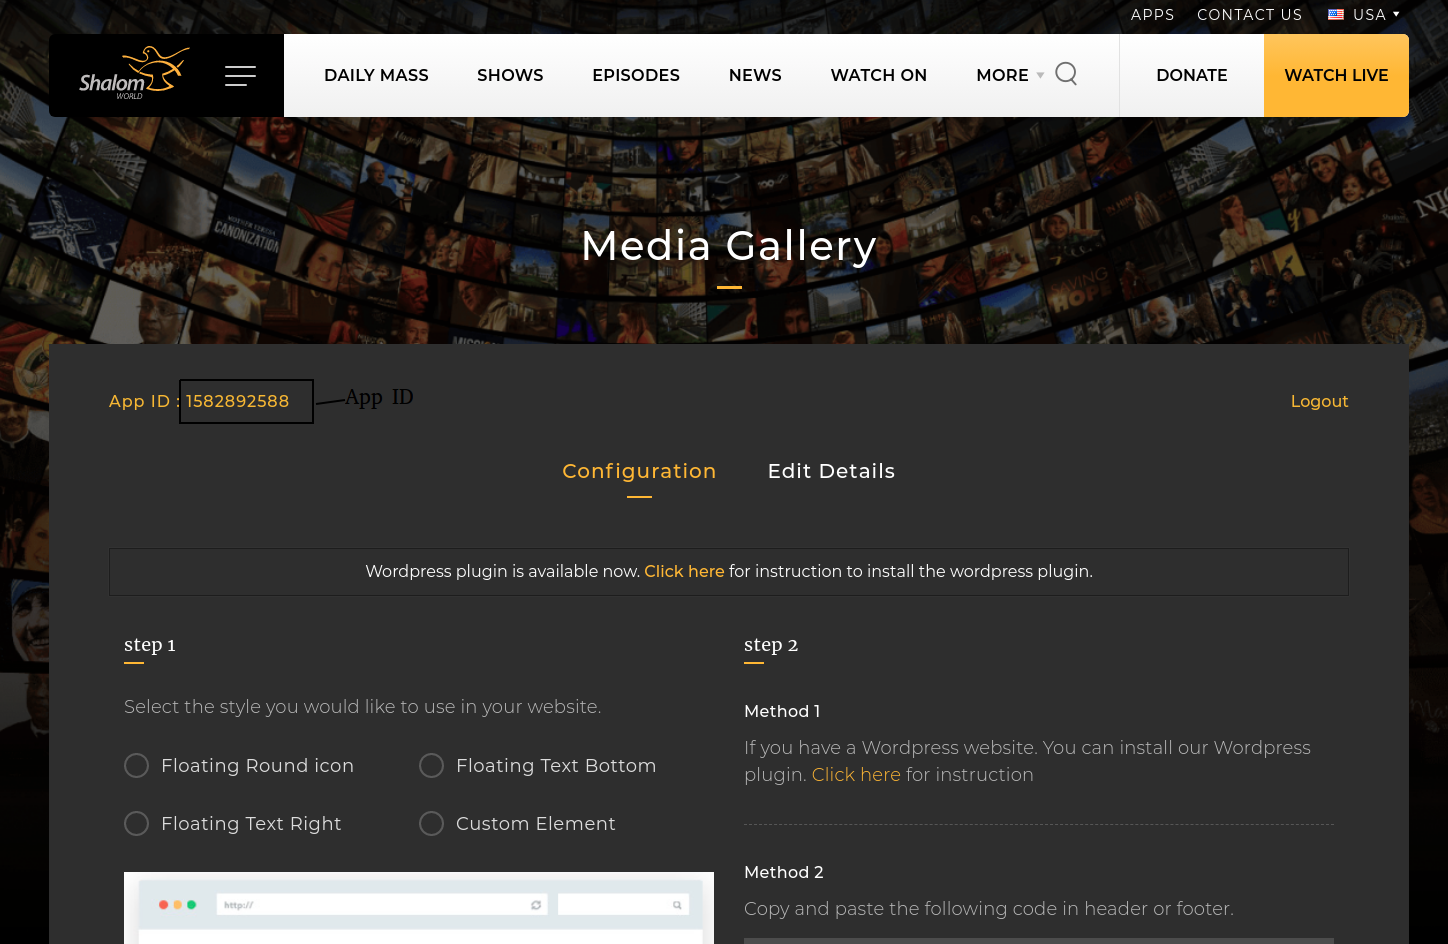 APPS CONTACT US USA
Shalom
WORLD
DAILY MASS SHOWS EPISODES NEWS WATCH ON MORE DONATE WATCH LIVE
MOTHER TERESA
CANONIZATION
Media Gallery
App ID : 1582892588 App ID Logout
Configuration Edit Details
Wordpress plugin is available now. Click here for instruction to install the wordpress plugin.
step 1
Select the style you would like to use in your website.
Floating Round icon Floating Text Bottom
Floating Text Right Custom Element
http://
step 2
Method 1
If you have a Wordpress website. You can install our Wordpress
plugin. Click here for instruction
Method 2
Copy and paste the following code in header or footer.